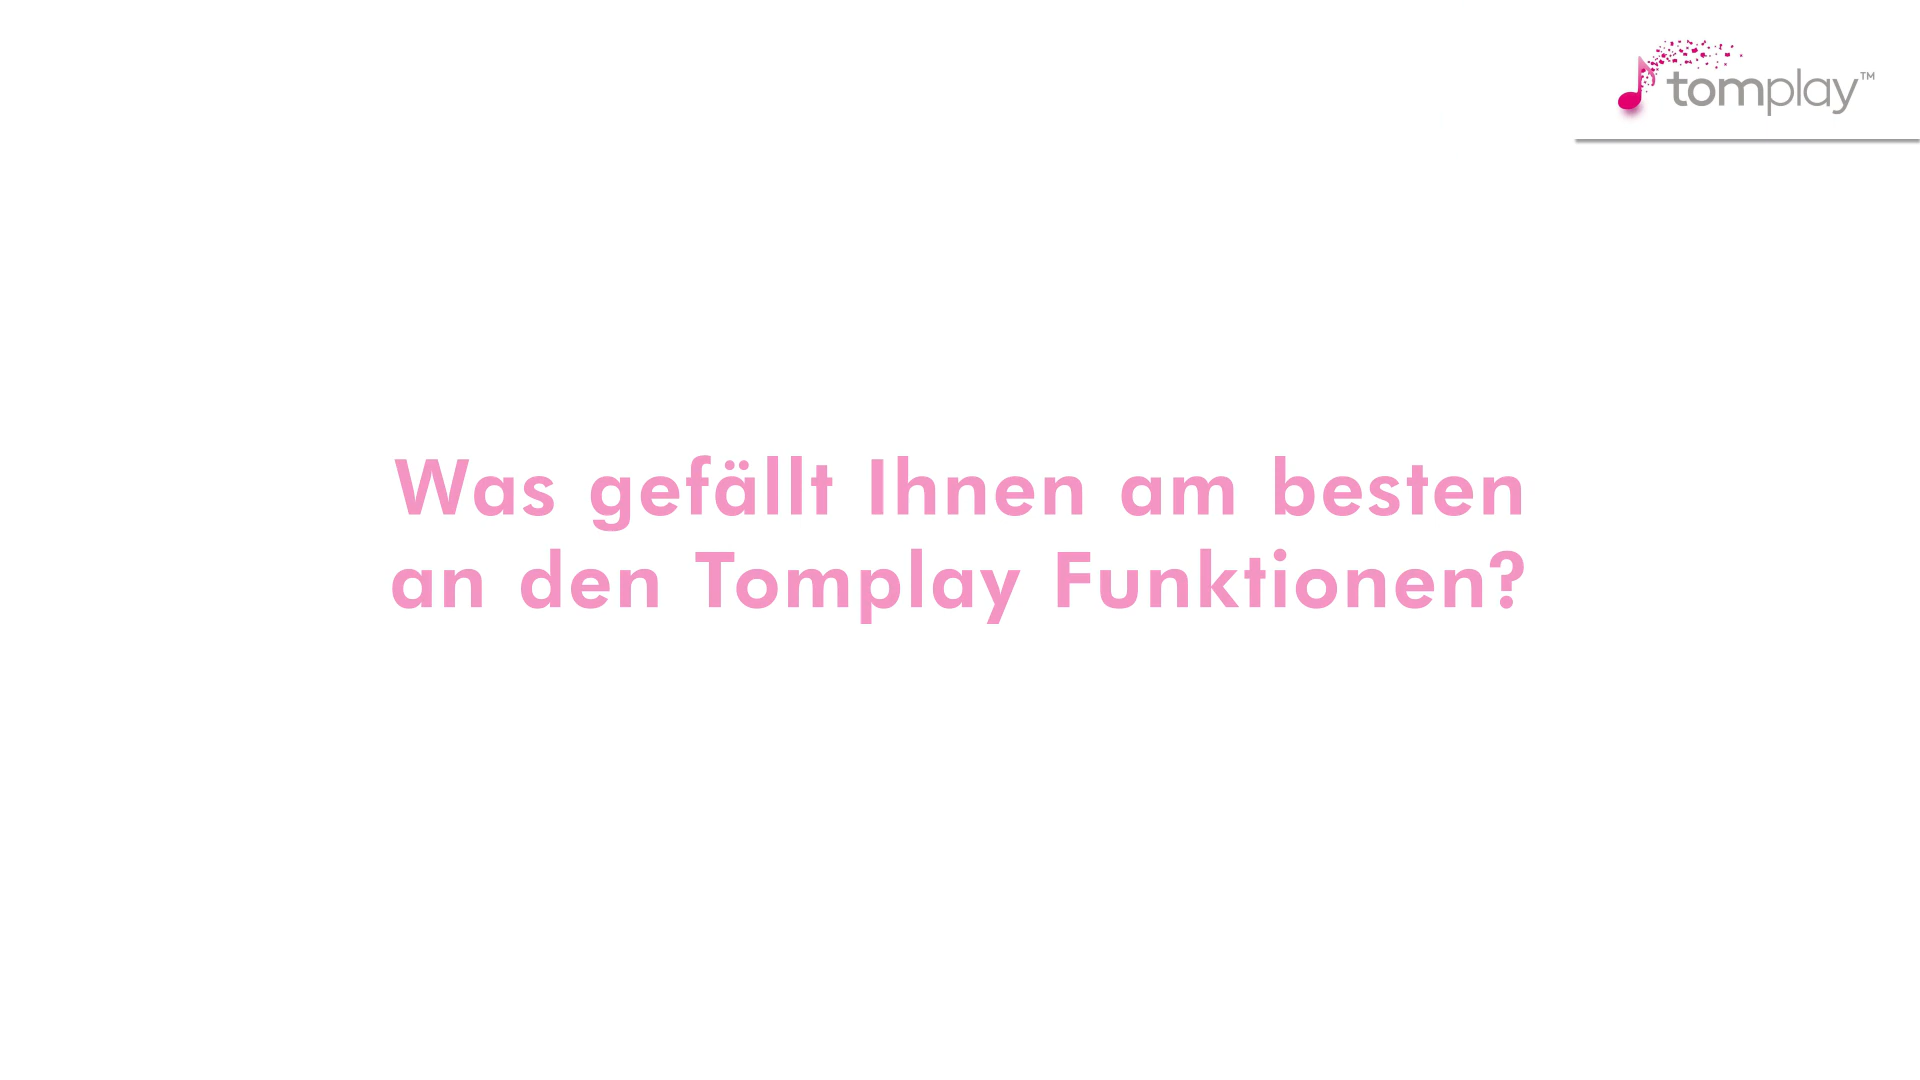 tomplay™
Was gefällt Ihnen am besten
an den Tomplay Funktionen?